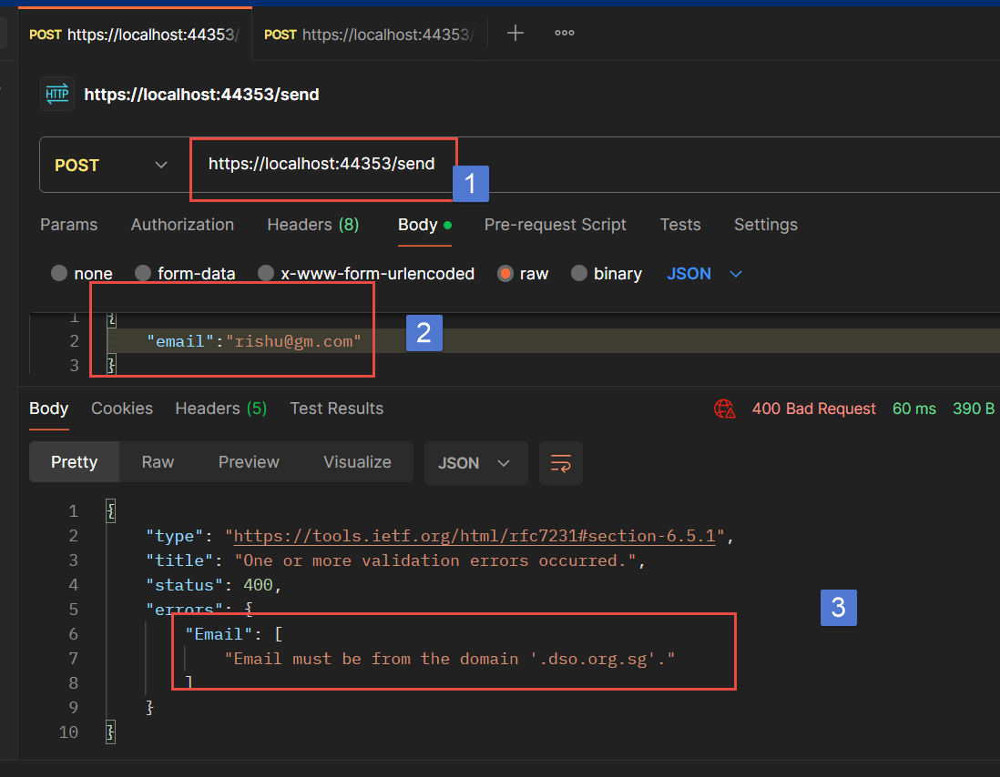 POST https://localhost:44353/ POST https://localhost:44353/
HTTP https://localhost:44353/send
POST https://localhost:44353/send
1
Params Authorization Headers (8) Body Pre-request Script Tests Settings
none form-data x-www-form-urlencoded raw binary JSON
1 {
2 "email":"rishu@gm.com"
2
3 }
Body Cookies Headers (5) Test Results 400 Bad Request 60 ms 390 B
Pretty Raw Preview Visualize JSON
1 {
2 "type": "https://tools.ietf.org/html/rfc7231#section-6.5.1",
3 "title": "One or more validation errors occurred.",
4 "status": 400,
5 "errors": {
3
6 "Email": [
7 "Email must be from the domain '.dso.org.sg'."
8 ]
9 }
10 }